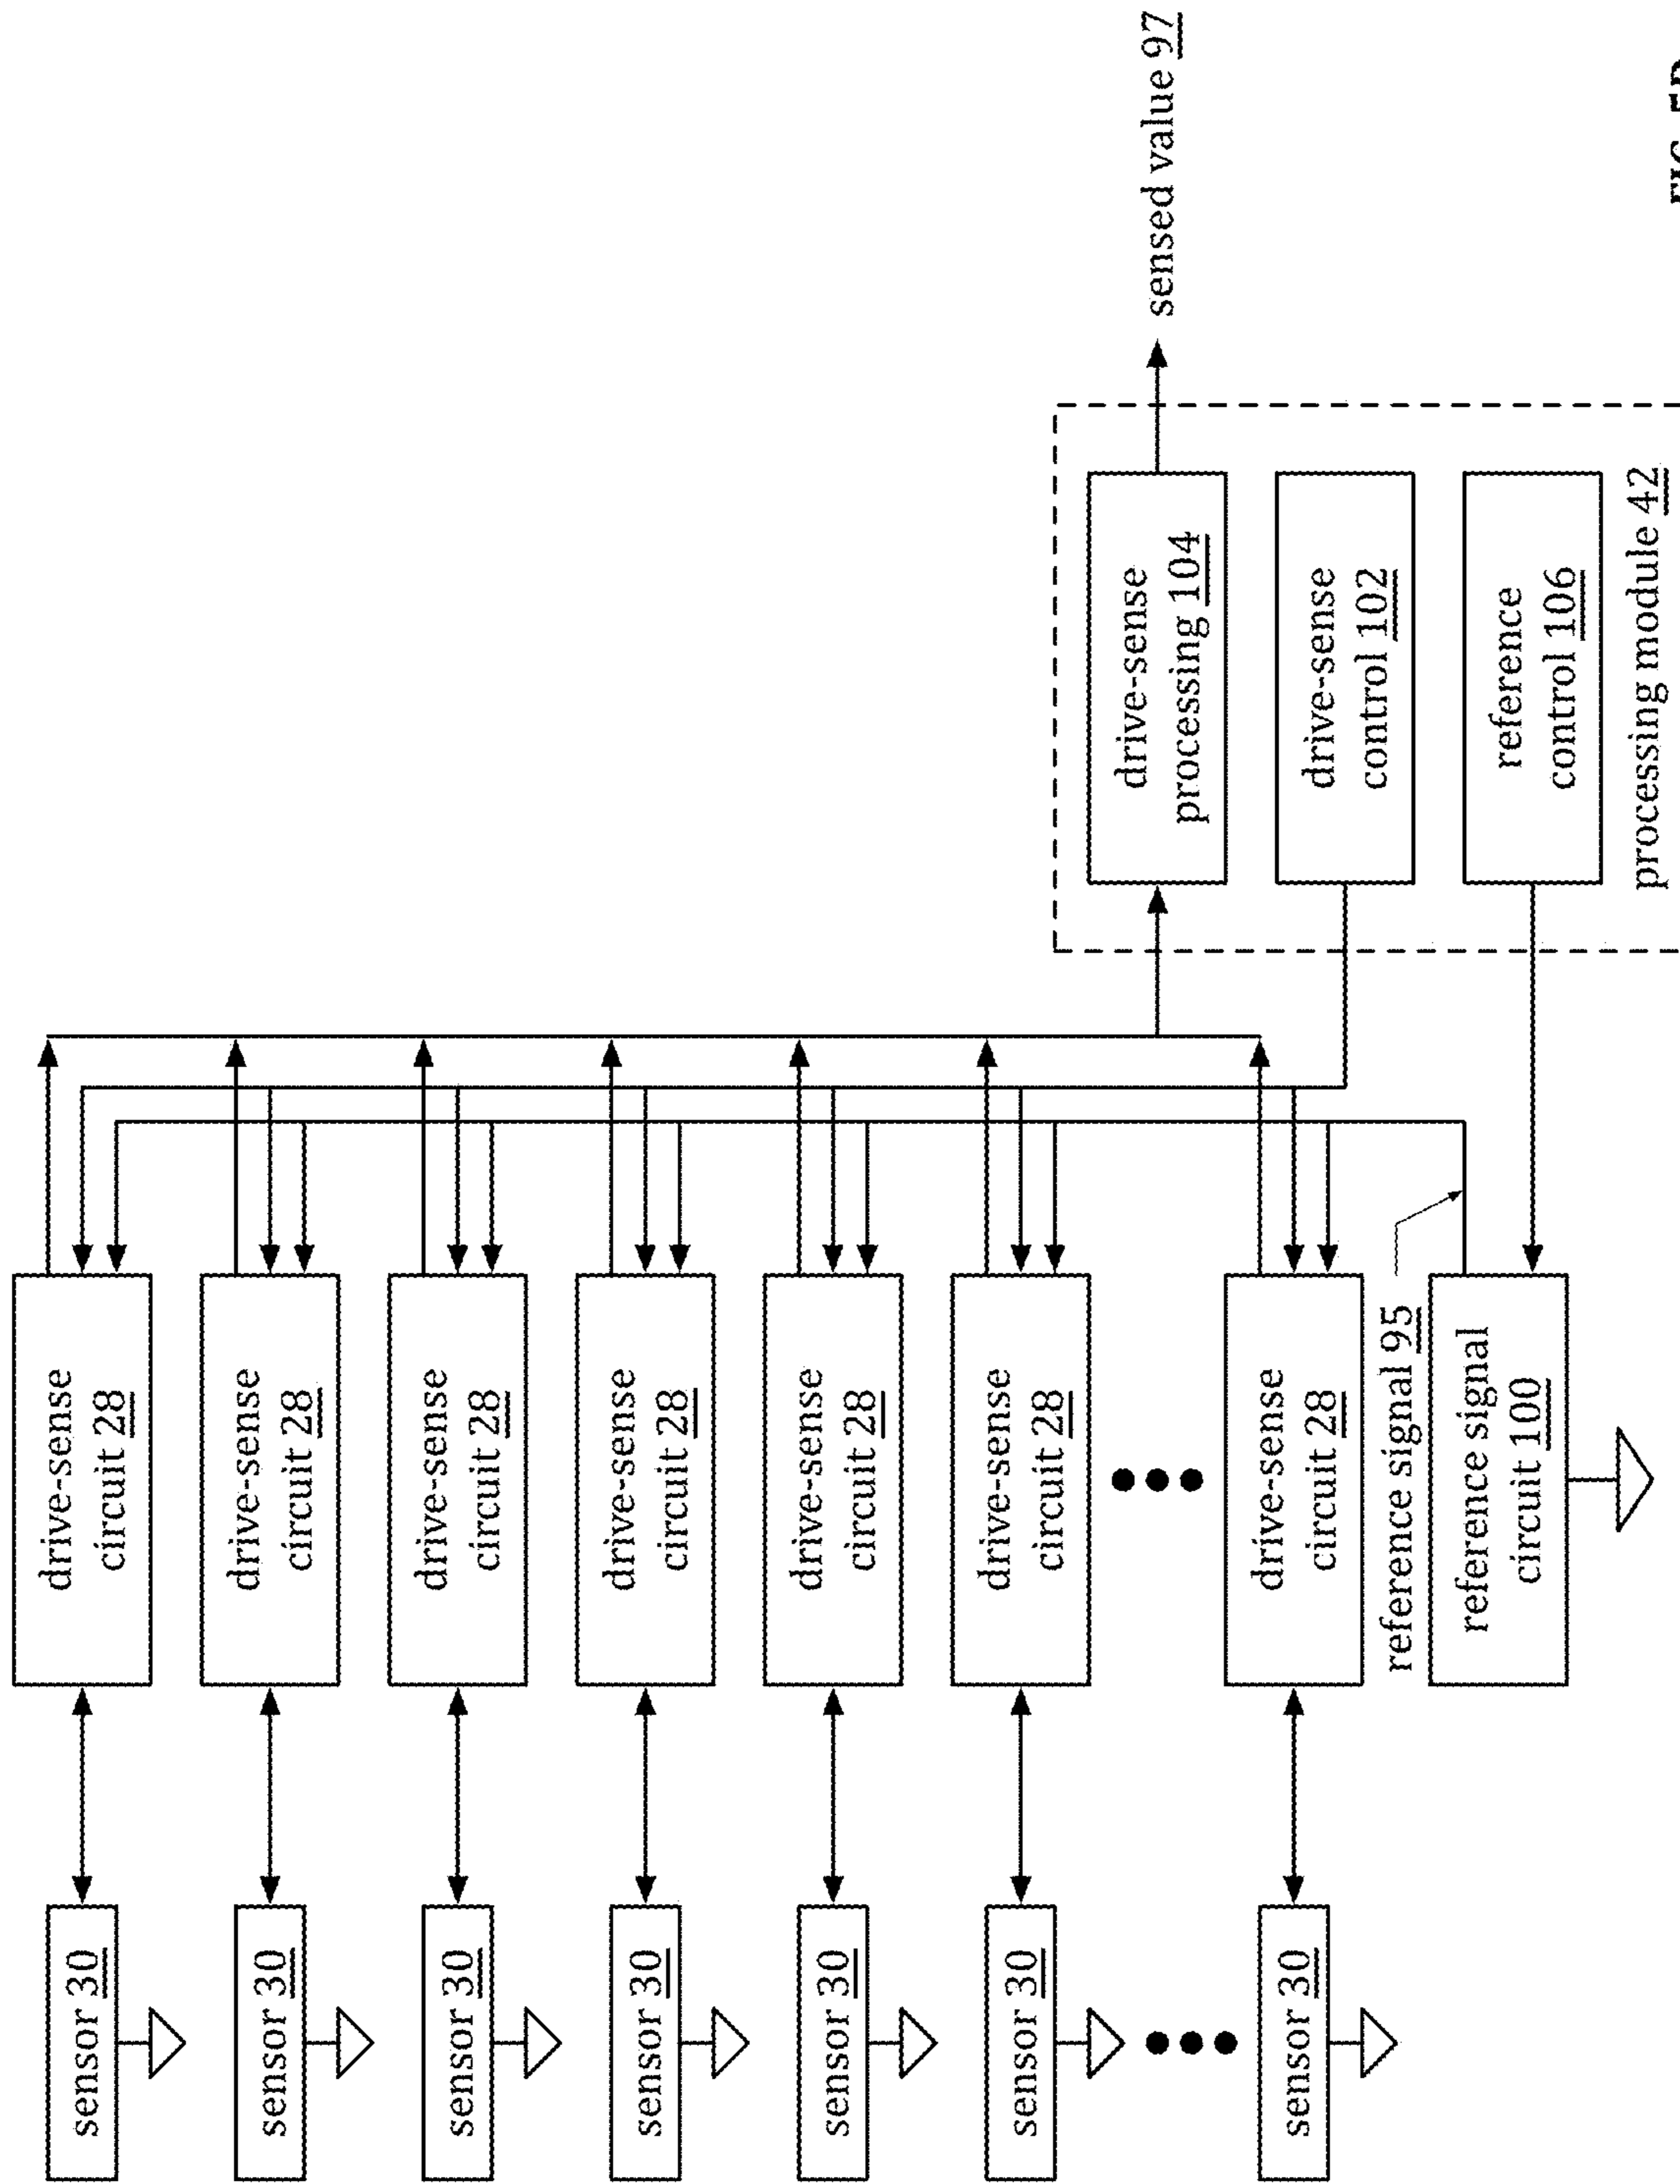 sensor 30
drive-sense
circuit 28
sensor 30
drive-sense
circuit 28
sensor 30
drive-sense
circuit 28
sensor 30
drive-sense
circuit 28
sensor 30
drive-sense
circuit 28
sensor 30
drive-sense
circuit 28
sensor 30
drive-sense
circuit 28
reference signal 95
reference signal
circuit 100
drive-sense
processing 104
drive-sense
control 102
reference
control 106
processing module 42
sensed value 97